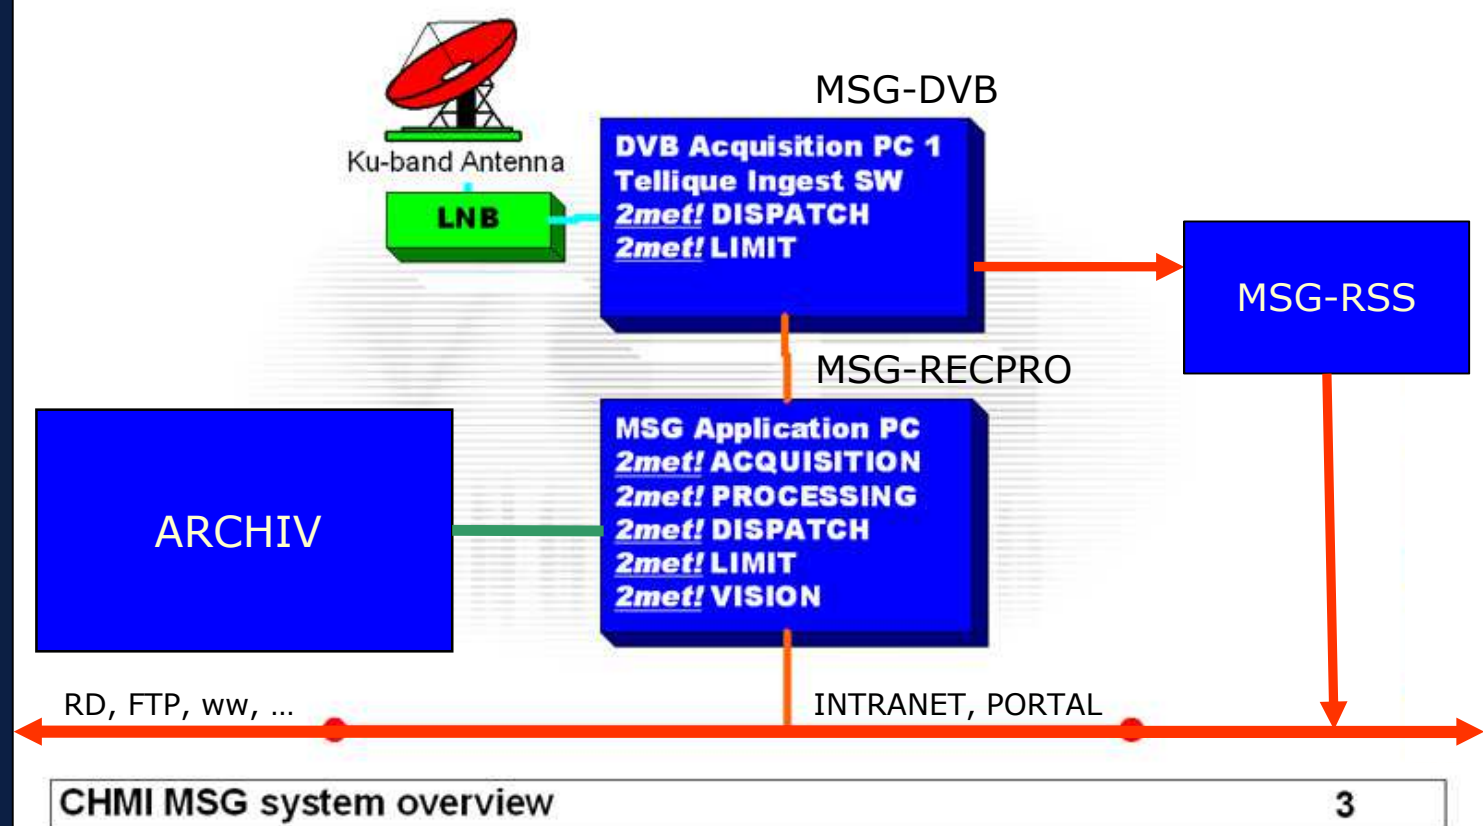 MSG-DVB
Ku-band Antenna
LNB
DVB Acquisition PC 1
Tellique Ingest SW
2met! DISPATCH
2met! LIMIT
MSG-RSS
MSG-RECPRO
MSG Application PC
2met! ACQUISITION
2met! PROCESSING
2met! DISPATCH
2met! LIMIT
2met! VISION
ARCHIV
RD, FTP, ww, …
INTRANET, PORTAL
CHMI MSG system overview 3